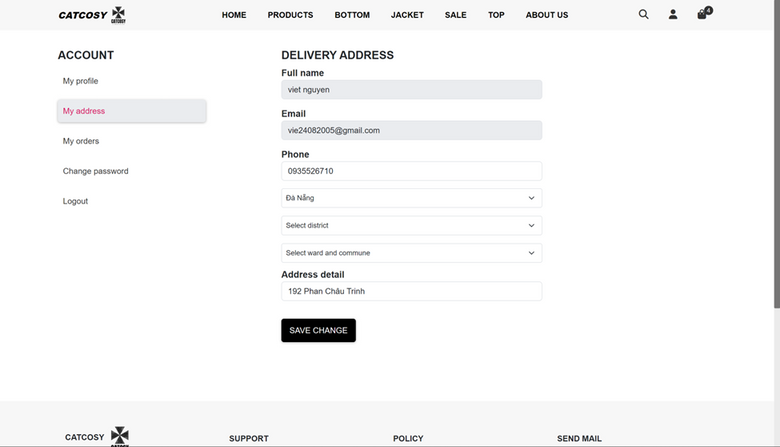 CATCOSY
CATCOSY
HOME
PRODUCTS
BOTTOM
JACKET
SALE
TOP
ABOUT US
4
ACCOUNT
My profile
My address
My orders
Change password
Logout
DELIVERY ADDRESS
Full name
viet nguyen
Email
vie24082005@gmail.com
Phone
0935526710
Đà Nẵng
Select district
Select ward and commune
Address detail
192 Phan Châu Trinh
SAVE CHANGE
CATCOSY
SUPPORT
POLICY
SEND MAIL